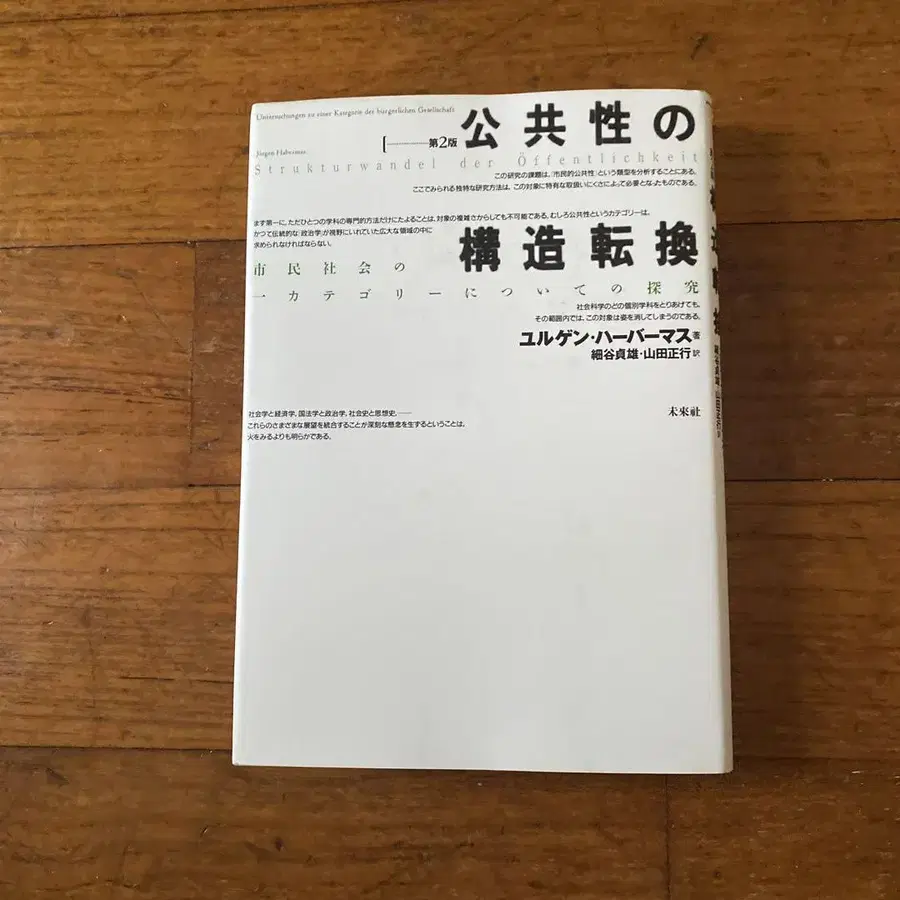 Untersuchungen zu einer Kategorie der bürgerlichen Gesellschaft
公共性の
[———第2版
Jürgen Habermas
Strukturwandel der Öffentlichkeit
この研究の課題は、「市民的公共性」という類型を分析することにある。
ここでみられる独特な研究方法は、この対象に特有な取扱いにくさによって必要となったものである。
まず第一に、ただひとつの学科の専門的方法だけにたよることは、対象の複雑さからしても不可能である。むしろ公共性というカテゴリーは、
かつて伝統的な「政治学」が視野にいれていた広大な領域の中に
求められなければならない。
構造転換
市民社会の
一カテゴリーについての探究
社会科学のどの個別学科をとりあげても、
その範囲内では、この対象は姿を消してしまうのである。
ユルゲン・ハーバーマス著
細谷貞雄・山田正行訳
未來社
社会学と経済学、国法学と政治学、社会史と思想史、——
これらのさまざまな展望を統合することが深刻な懸念を生ずるということは、
火をみるよりも明らかである。